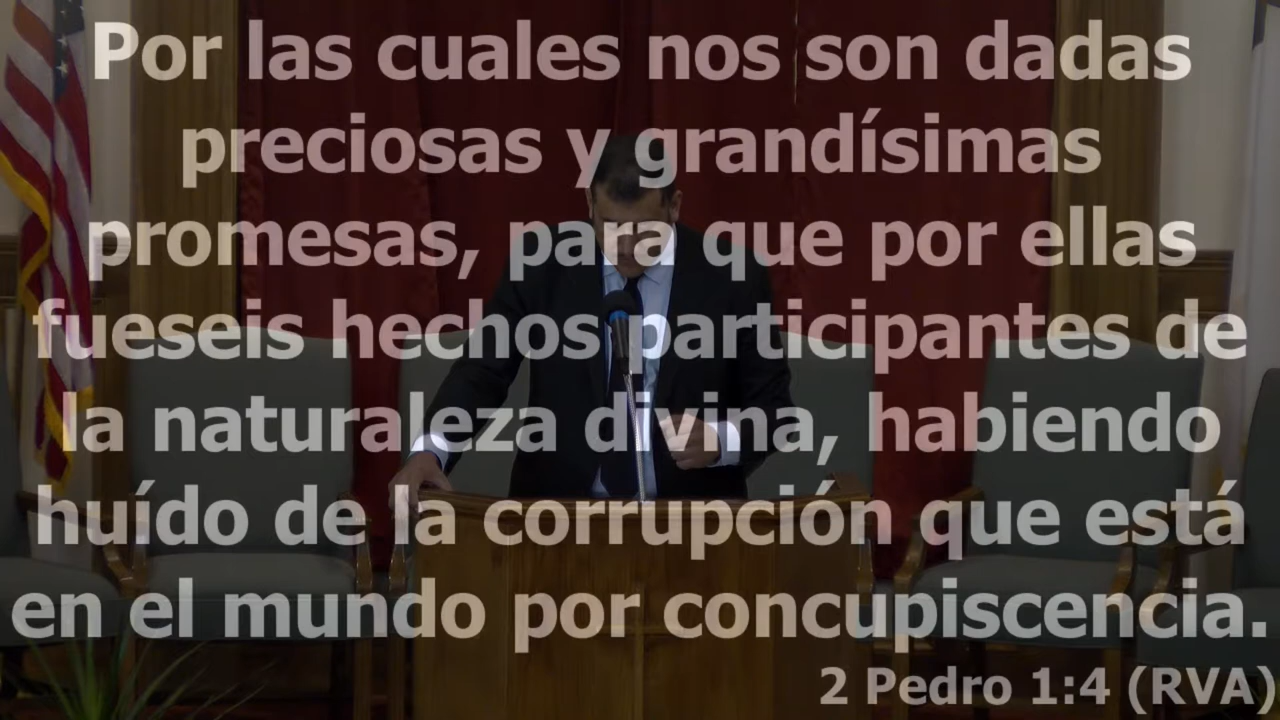 Por las cuales nos son dadas
preciosas y grandísimas
promesas, para que por ellas
fueseis hechos participantes de
la naturaleza divina, habiendo
huído de la corrupción que está
en el mundo por concupiscencia.
2 Pedro 1:4 (RVA)